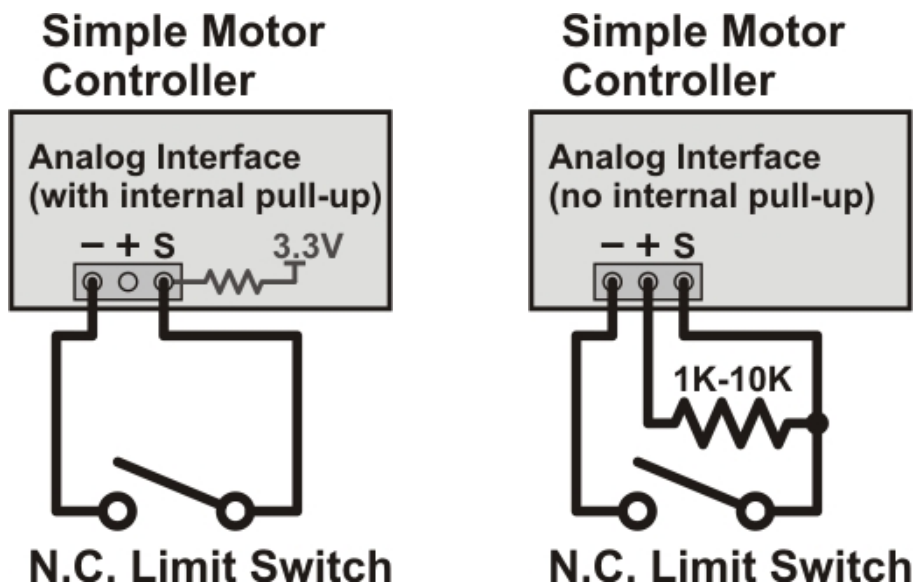 Simple Motor
Controller
Analog Interface
(with internal pull-up)
− + S
3.3V
N.C. Limit Switch
Simple Motor
Controller
Analog Interface
(no internal pull-up)
− + S
1K-10K
N.C. Limit Switch